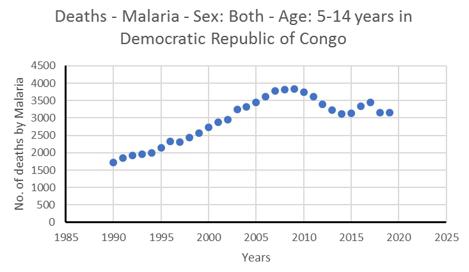 Deaths - Malaria - Sex: Both - Age: 5-14 years in
Democratic Republic of Congo
No. of deaths by Malaria
4500
4000
3500
3000
2500
2000
1500
1000
500
0
1985 1990 1995 2000 2005 2010 2015 2020 2025
Years